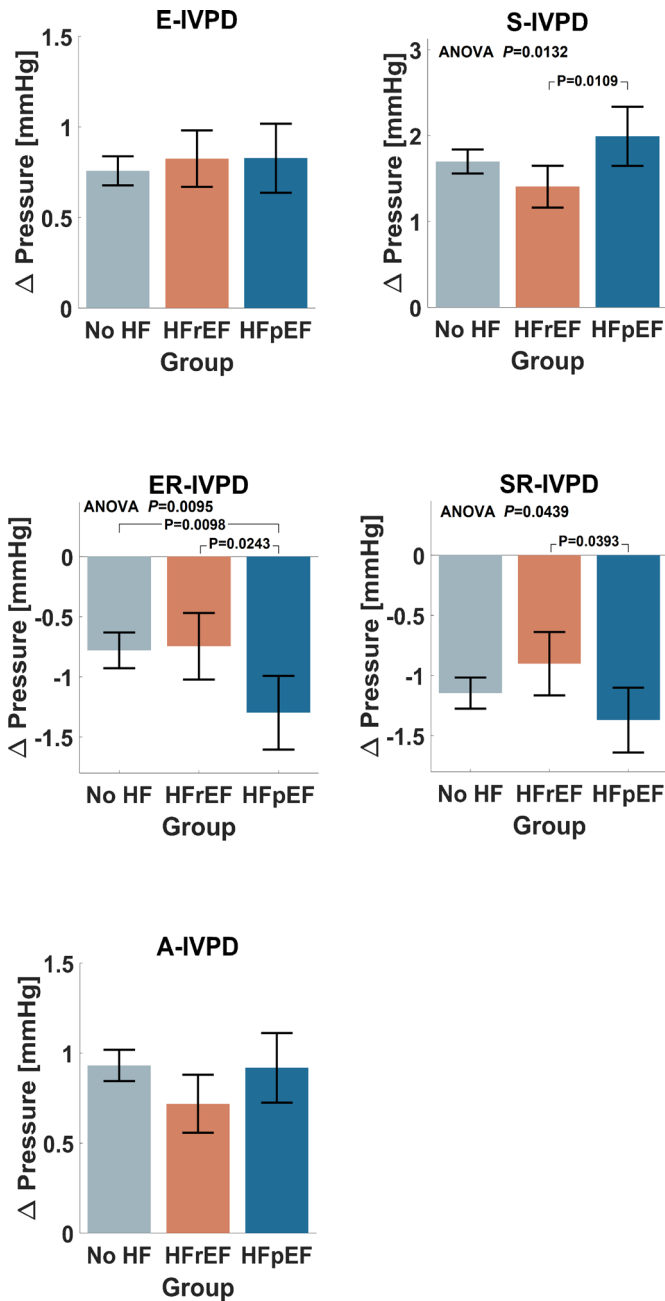 E-IVPD
1.5
1
0.5
0
Δ Pressure [mmHg]
No HF HFrEF HFpEF
Group
S-IVPD
ANOVA P=0.0132
P=0.0109
3
2
1
0
Δ Pressure [mmHg]
No HF HFrEF HFpEF
Group
ER-IVPD
ANOVA P=0.0095
P=0.0098
P=0.0243
0
-0.5
-1
-1.5
Δ Pressure [mmHg]
No HF HFrEF HFpEF
Group
SR-IVPD
ANOVA P=0.0439
P=0.0393
0
-0.5
-1
-1.5
Δ Pressure [mmHg]
No HF HFrEF HFpEF
Group
A-IVPD
1.5
1
0.5
0
Δ Pressure [mmHg]
No HF HFrEF HFpEF
Group